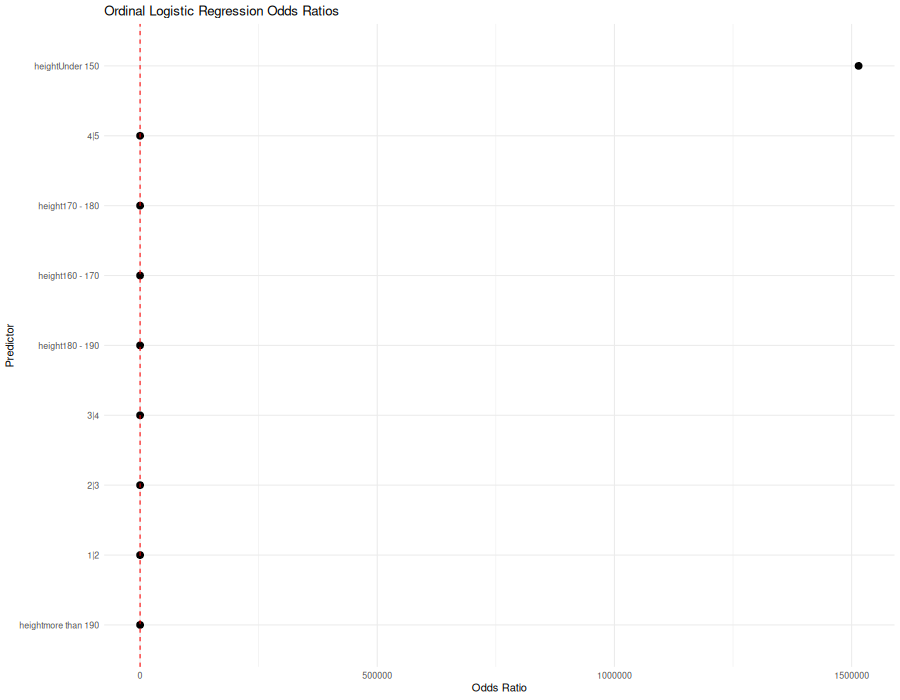 Ordinal Logistic Regression Odds Ratios
heightUnder 150
4|5
height170 - 180
height160 - 170
height180 - 190
3|4
2|3
1|2
heightmore than 190
Predictor
0 500000 1000000 1500000
Odds Ratio